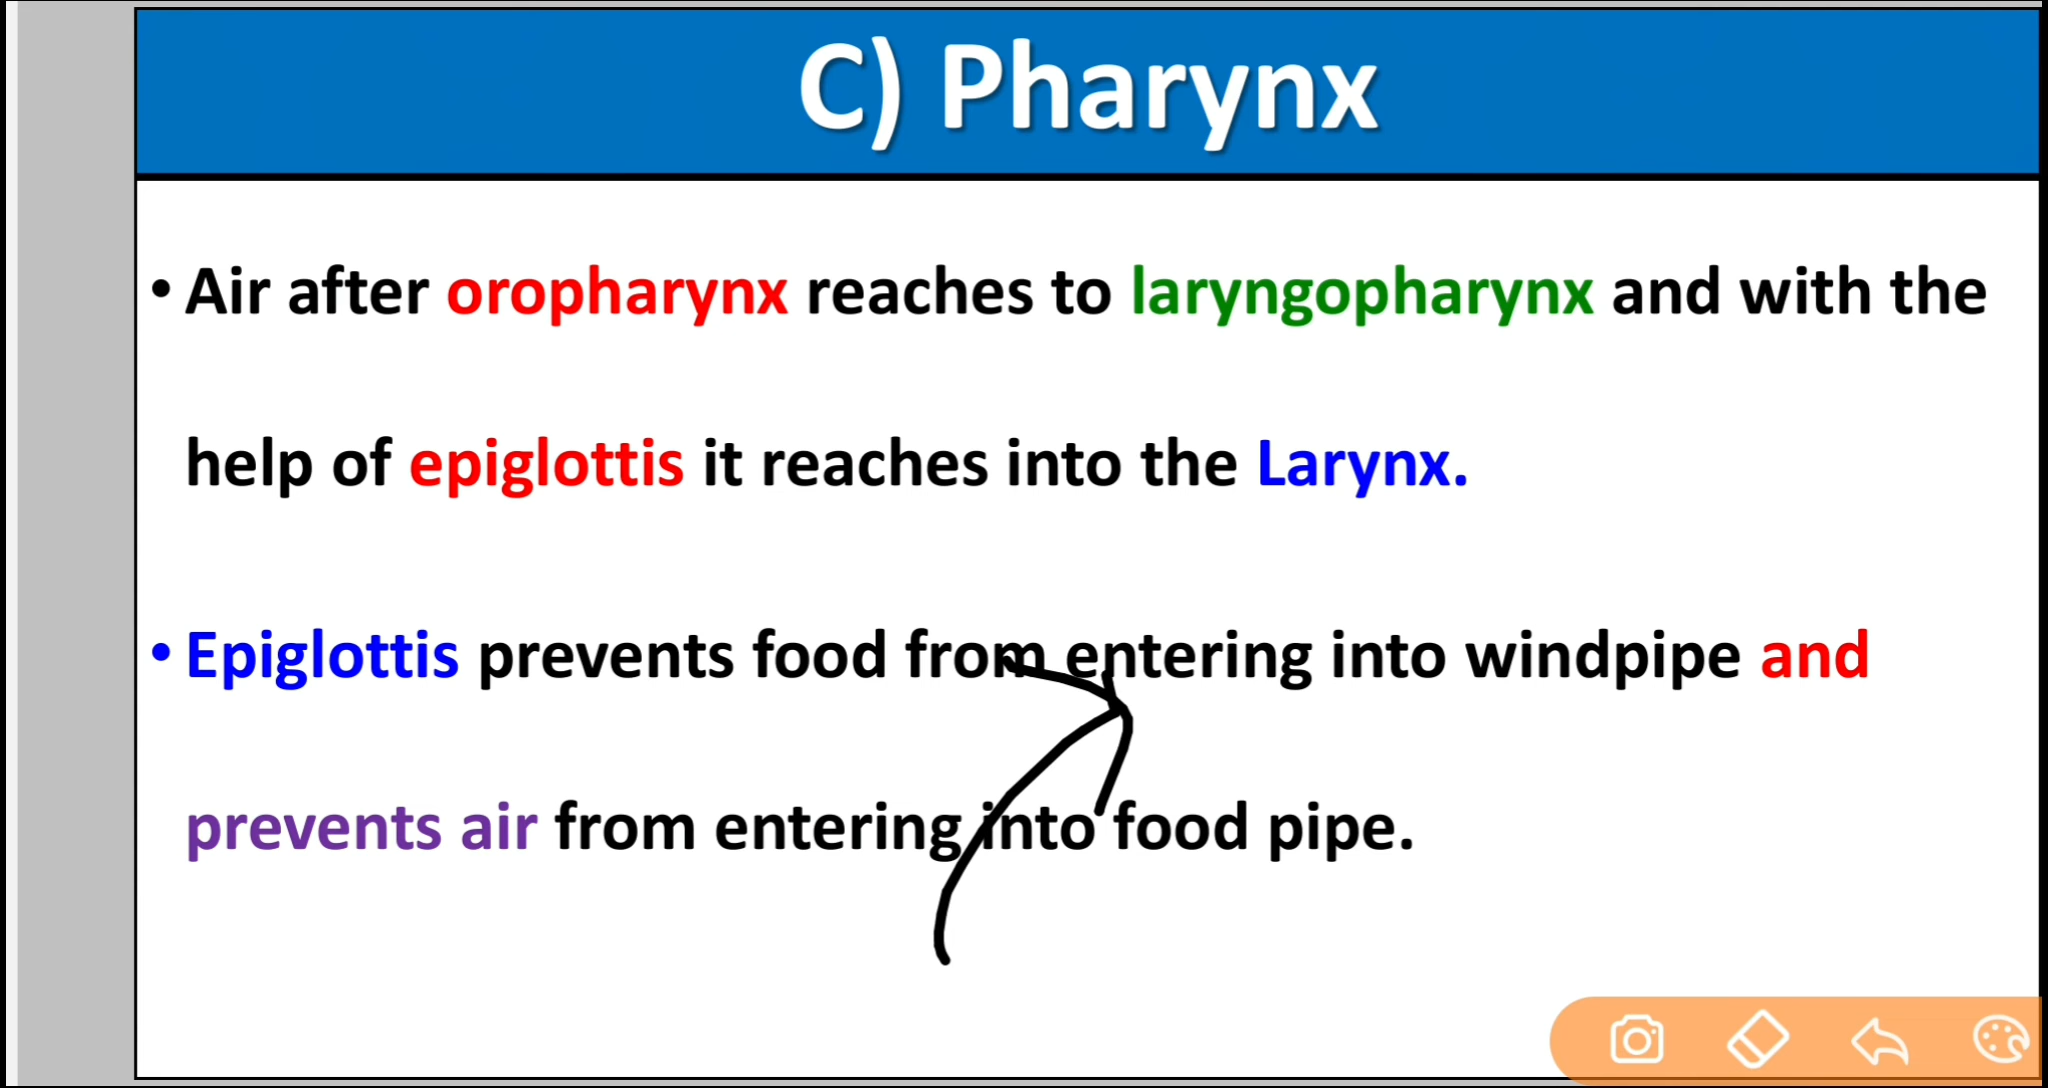 C) Pharynx
• Air after oropharynx reaches to laryngopharynx and with the
help of epiglottis it reaches into the Larynx.
• Epiglottis prevents food from entering into windpipe and
prevents air from entering into food pipe.